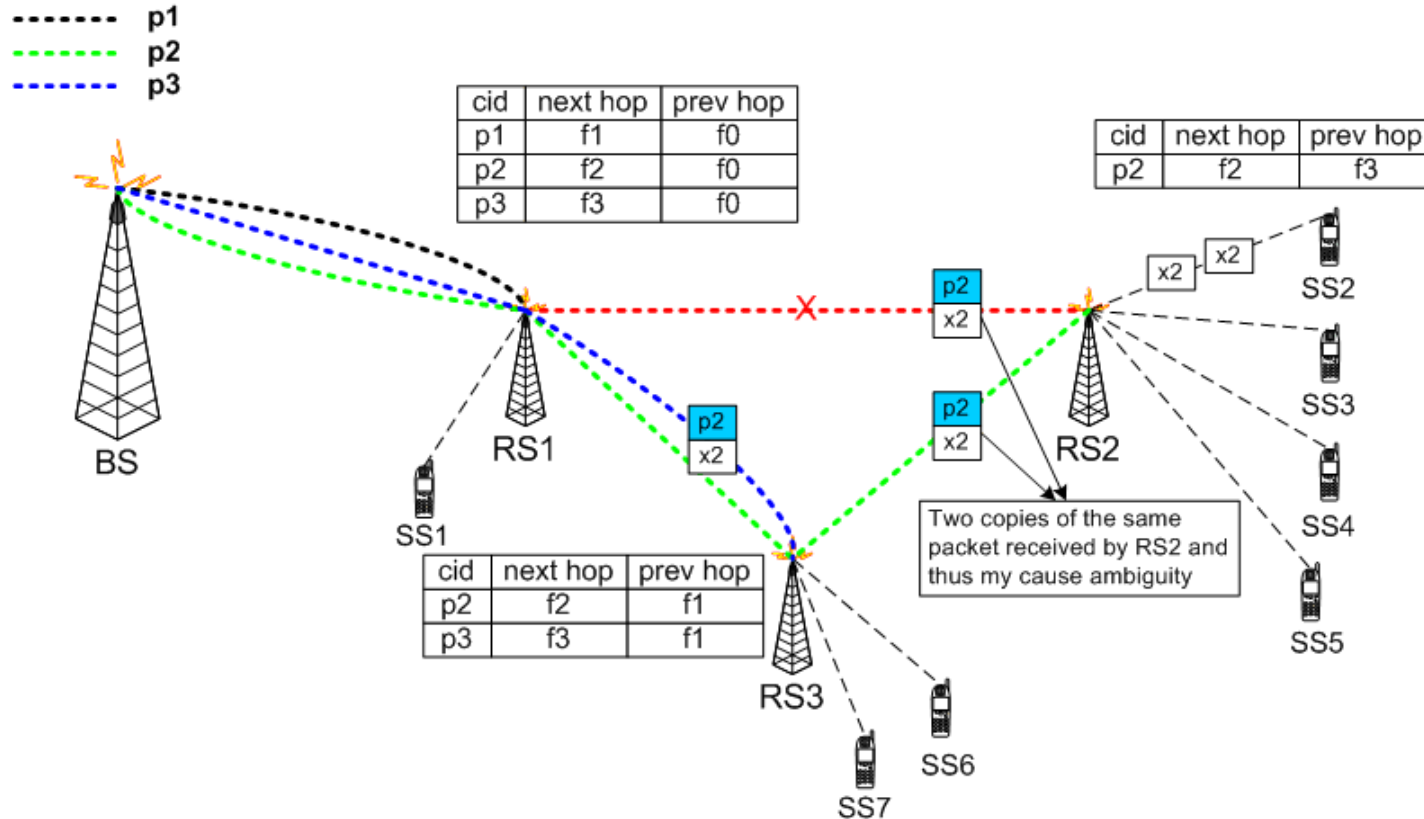 p1
p2
p3
cid next hop prev hop
p1 f1 f0
p2 f2 f0
p3 f3 f0
cid next hop prev hop
p2 f2 f3
x2
x2
SS2
p2
x2
SS3
p2
x2
p2
x2
BS
RS1
RS2
SS4
SS1
Two copies of the same
packet received by RS2 and
thus my cause ambiguity
SS5
cid next hop prev hop
p2 f2 f1
p3 f3 f1
RS3
SS6
SS7